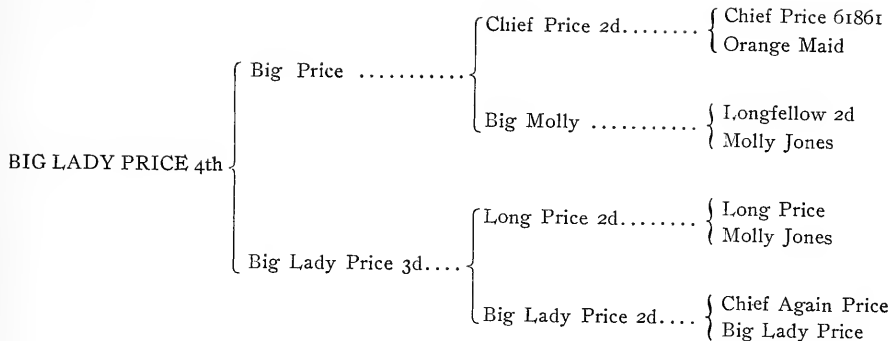 Chief Price 2d........ Chief Price 61861
Orange Maid
Big Price ...........
Big Molly ........... Longfellow 2d
Molly Jones
BIG LADY PRICE 4th
Long Price 2d........ Long Price
Molly Jones
Big Lady Price 3d....
Big Lady Price 2d.... Chief Again Price
Big Lady Price